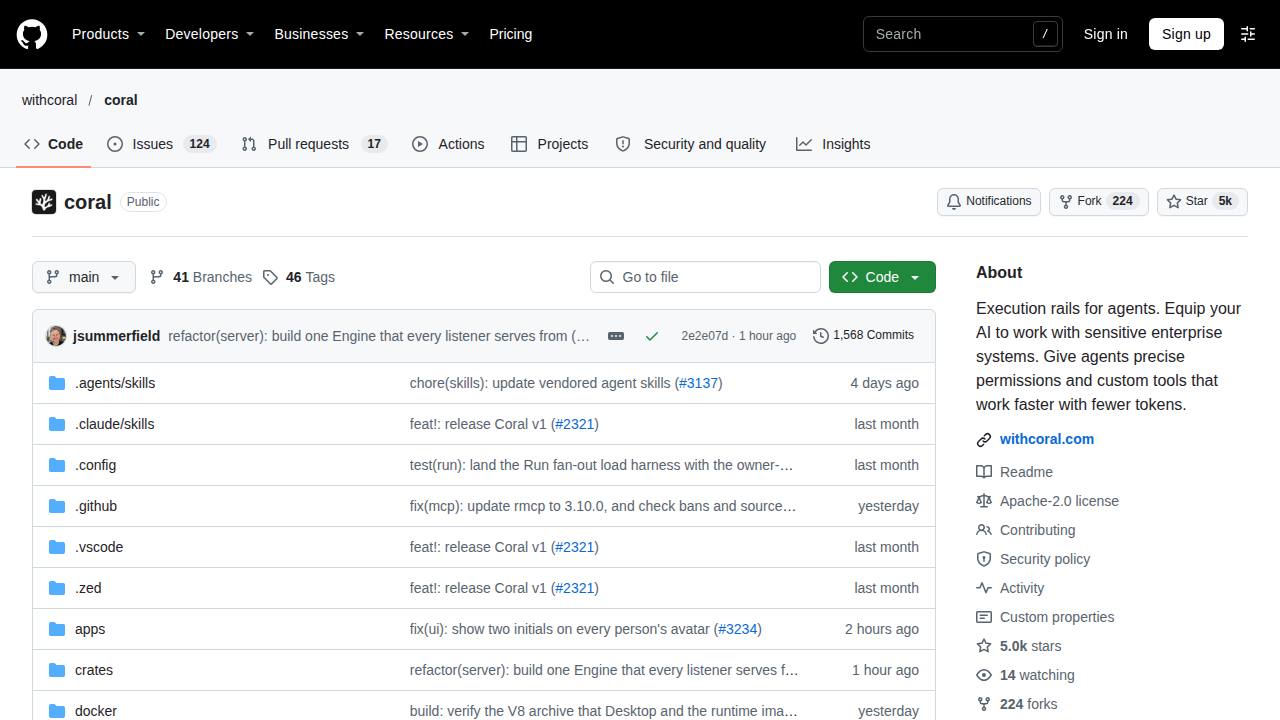 Products Developers Businesses Resources Pricing Search / Sign in Sign up
withcoral / coral
Code Issues 124 Pull requests 17 Actions Projects Security and quality Insights
coral Public Notifications Fork 224 Star 5k
main 41 Branches 46 Tags Go to file Code
jsummerfield refactor(server): build one Engine that every listener serves from (… 2e2e07d · 1 hour ago 1,568 Commits
.agents/skills chore(skills): update vendored agent skills (#3137) 4 days ago
.claude/skills feat!: release Coral v1 (#2321) last month
.config test(run): land the Run fan-out load harness with the owner-… last month
.github fix(mcp): update rmcp to 3.10.0, and check bans and source… yesterday
.vscode feat!: release Coral v1 (#2321) last month
.zed feat!: release Coral v1 (#2321) last month
apps fix(ui): show two initials on every person's avatar (#3234) 2 hours ago
crates refactor(server): build one Engine that every listener serves f… 1 hour ago
docker build: verify the V8 archive that Desktop and the runtime ima… yesterday
About
Execution rails for agents. Equip your
AI to work with sensitive enterprise
systems. Give agents precise
permissions and custom tools that
work faster with fewer tokens.
withcoral.com
Readme
Apache-2.0 license
Contributing
Security policy
Activity
Custom properties
5.0k stars
14 watching
224 forks